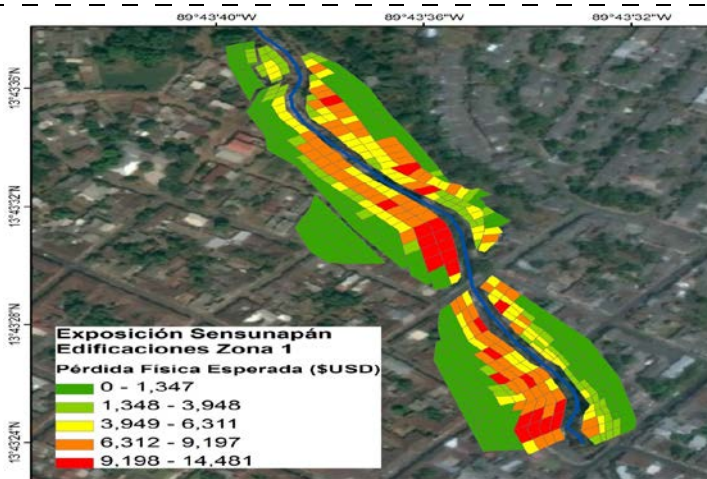 89°43'40"W 89°43'36"W 89°43'32"W
13°43'36"N
13°43'32"N
13°43'28"N
13°43'24"N
Exposición Sensunapán
Edificaciones Zona 1
Pérdida Física Esperada ($USD)
0 - 1,347
1,348 - 3,948
3,949 - 6,311
6,312 - 9,197
9,198 - 14,481